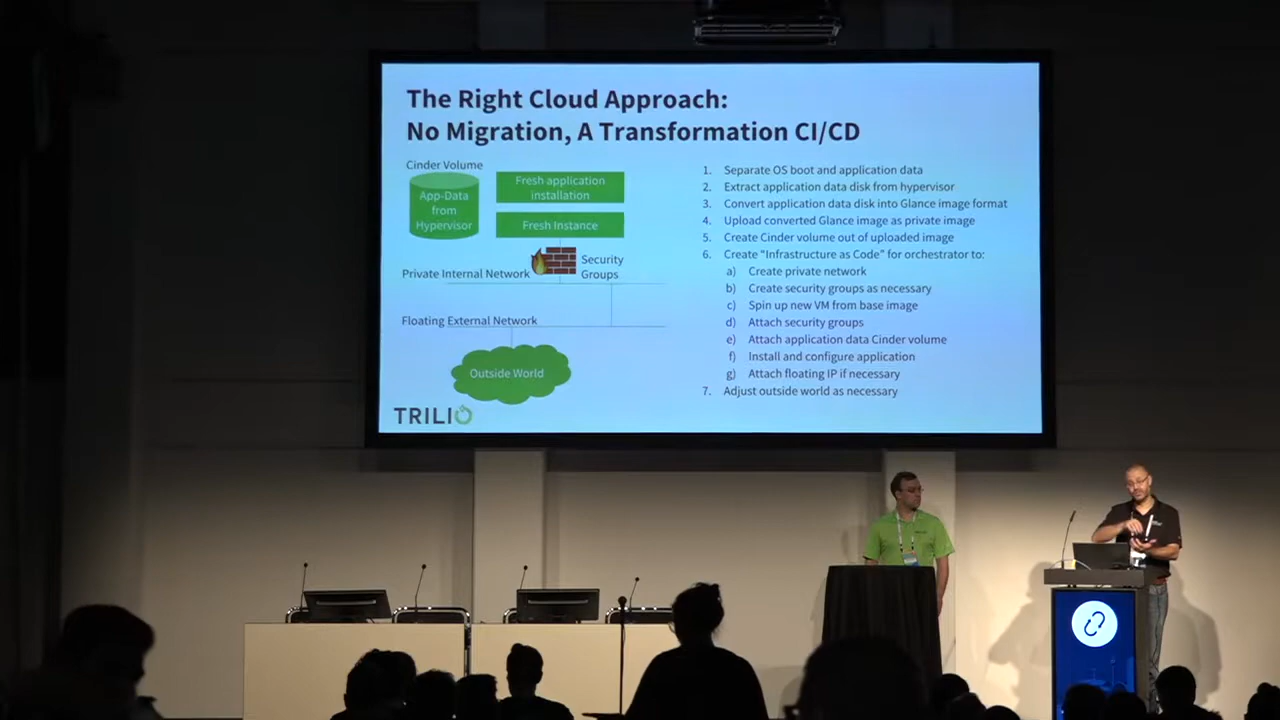 The Right Cloud Approach:
No Migration, A Transformation CI/CD
Cinder Volume
App-Data
from
Hypervisor
Fresh application
installation
Fresh Instance
Security
Groups
Private Internal Network
Floating External Network
Outside World
TRILIO
1. Separate OS boot and application data
2. Extract application data disk from hypervisor
3. Convert application data disk into Glance image format
4. Upload converted Glance image as private image
5. Create Cinder volume out of uploaded image
6. Create “Infrastructure as Code” for orchestrator to:
a) Create private network
b) Create security groups as necessary
c) Spin up new VM from base image
d) Attach security groups
e) Attach application data Cinder volume
f) Install and configure application
g) Attach floating IP if necessary
7. Adjust outside world as necessary